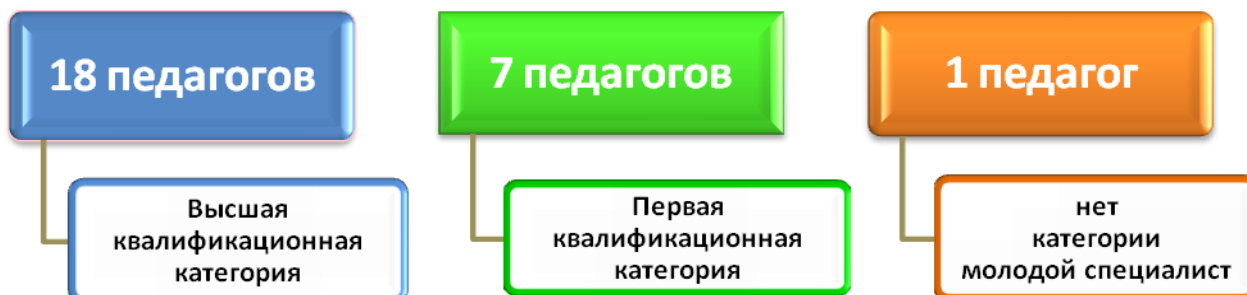 18 педагогов
Высшая
квалификационная
категория
7 педагогов
Первая
квалификационная
категория
1 педагог
нет
категории
молодой специалист